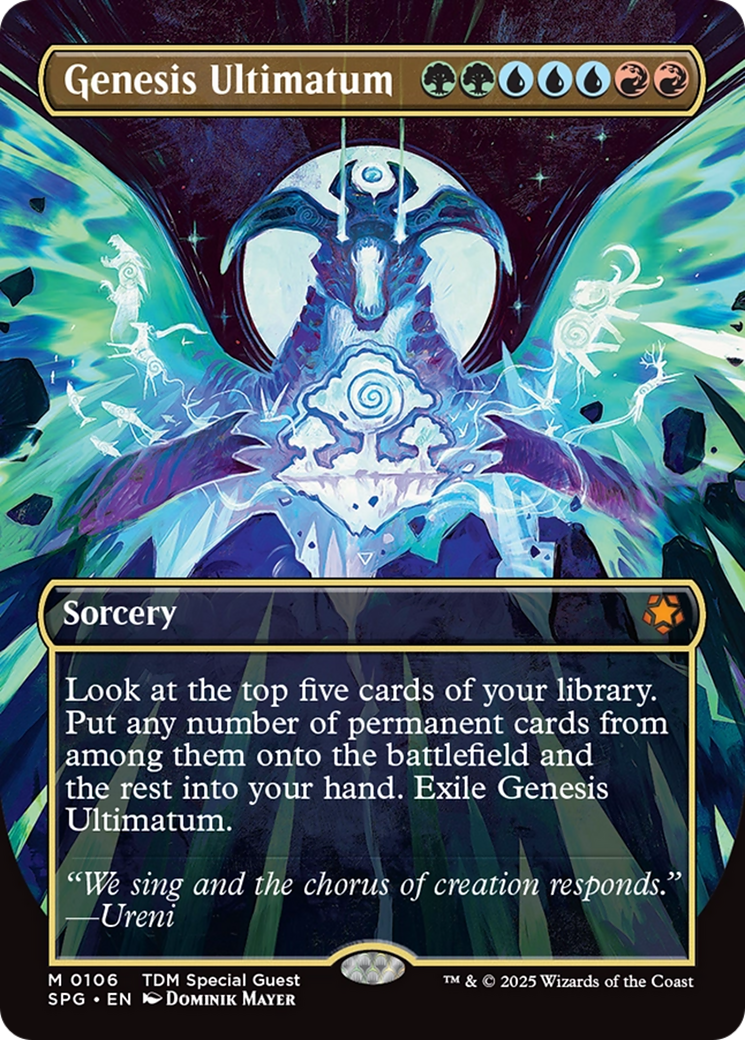 Genesis Ultimatum
Sorcery
Look at the top five cards of your library.
Put any number of permanent cards from
among them onto the battlefield and
the rest into your hand. Exile Genesis
Ultimatum.
“We sing and the chorus of creation responds.”
—Ureni
M 0106 TDM Special Guest
SPG • EN Dominik Mayer
™ & © 2025 Wizards of the Coast